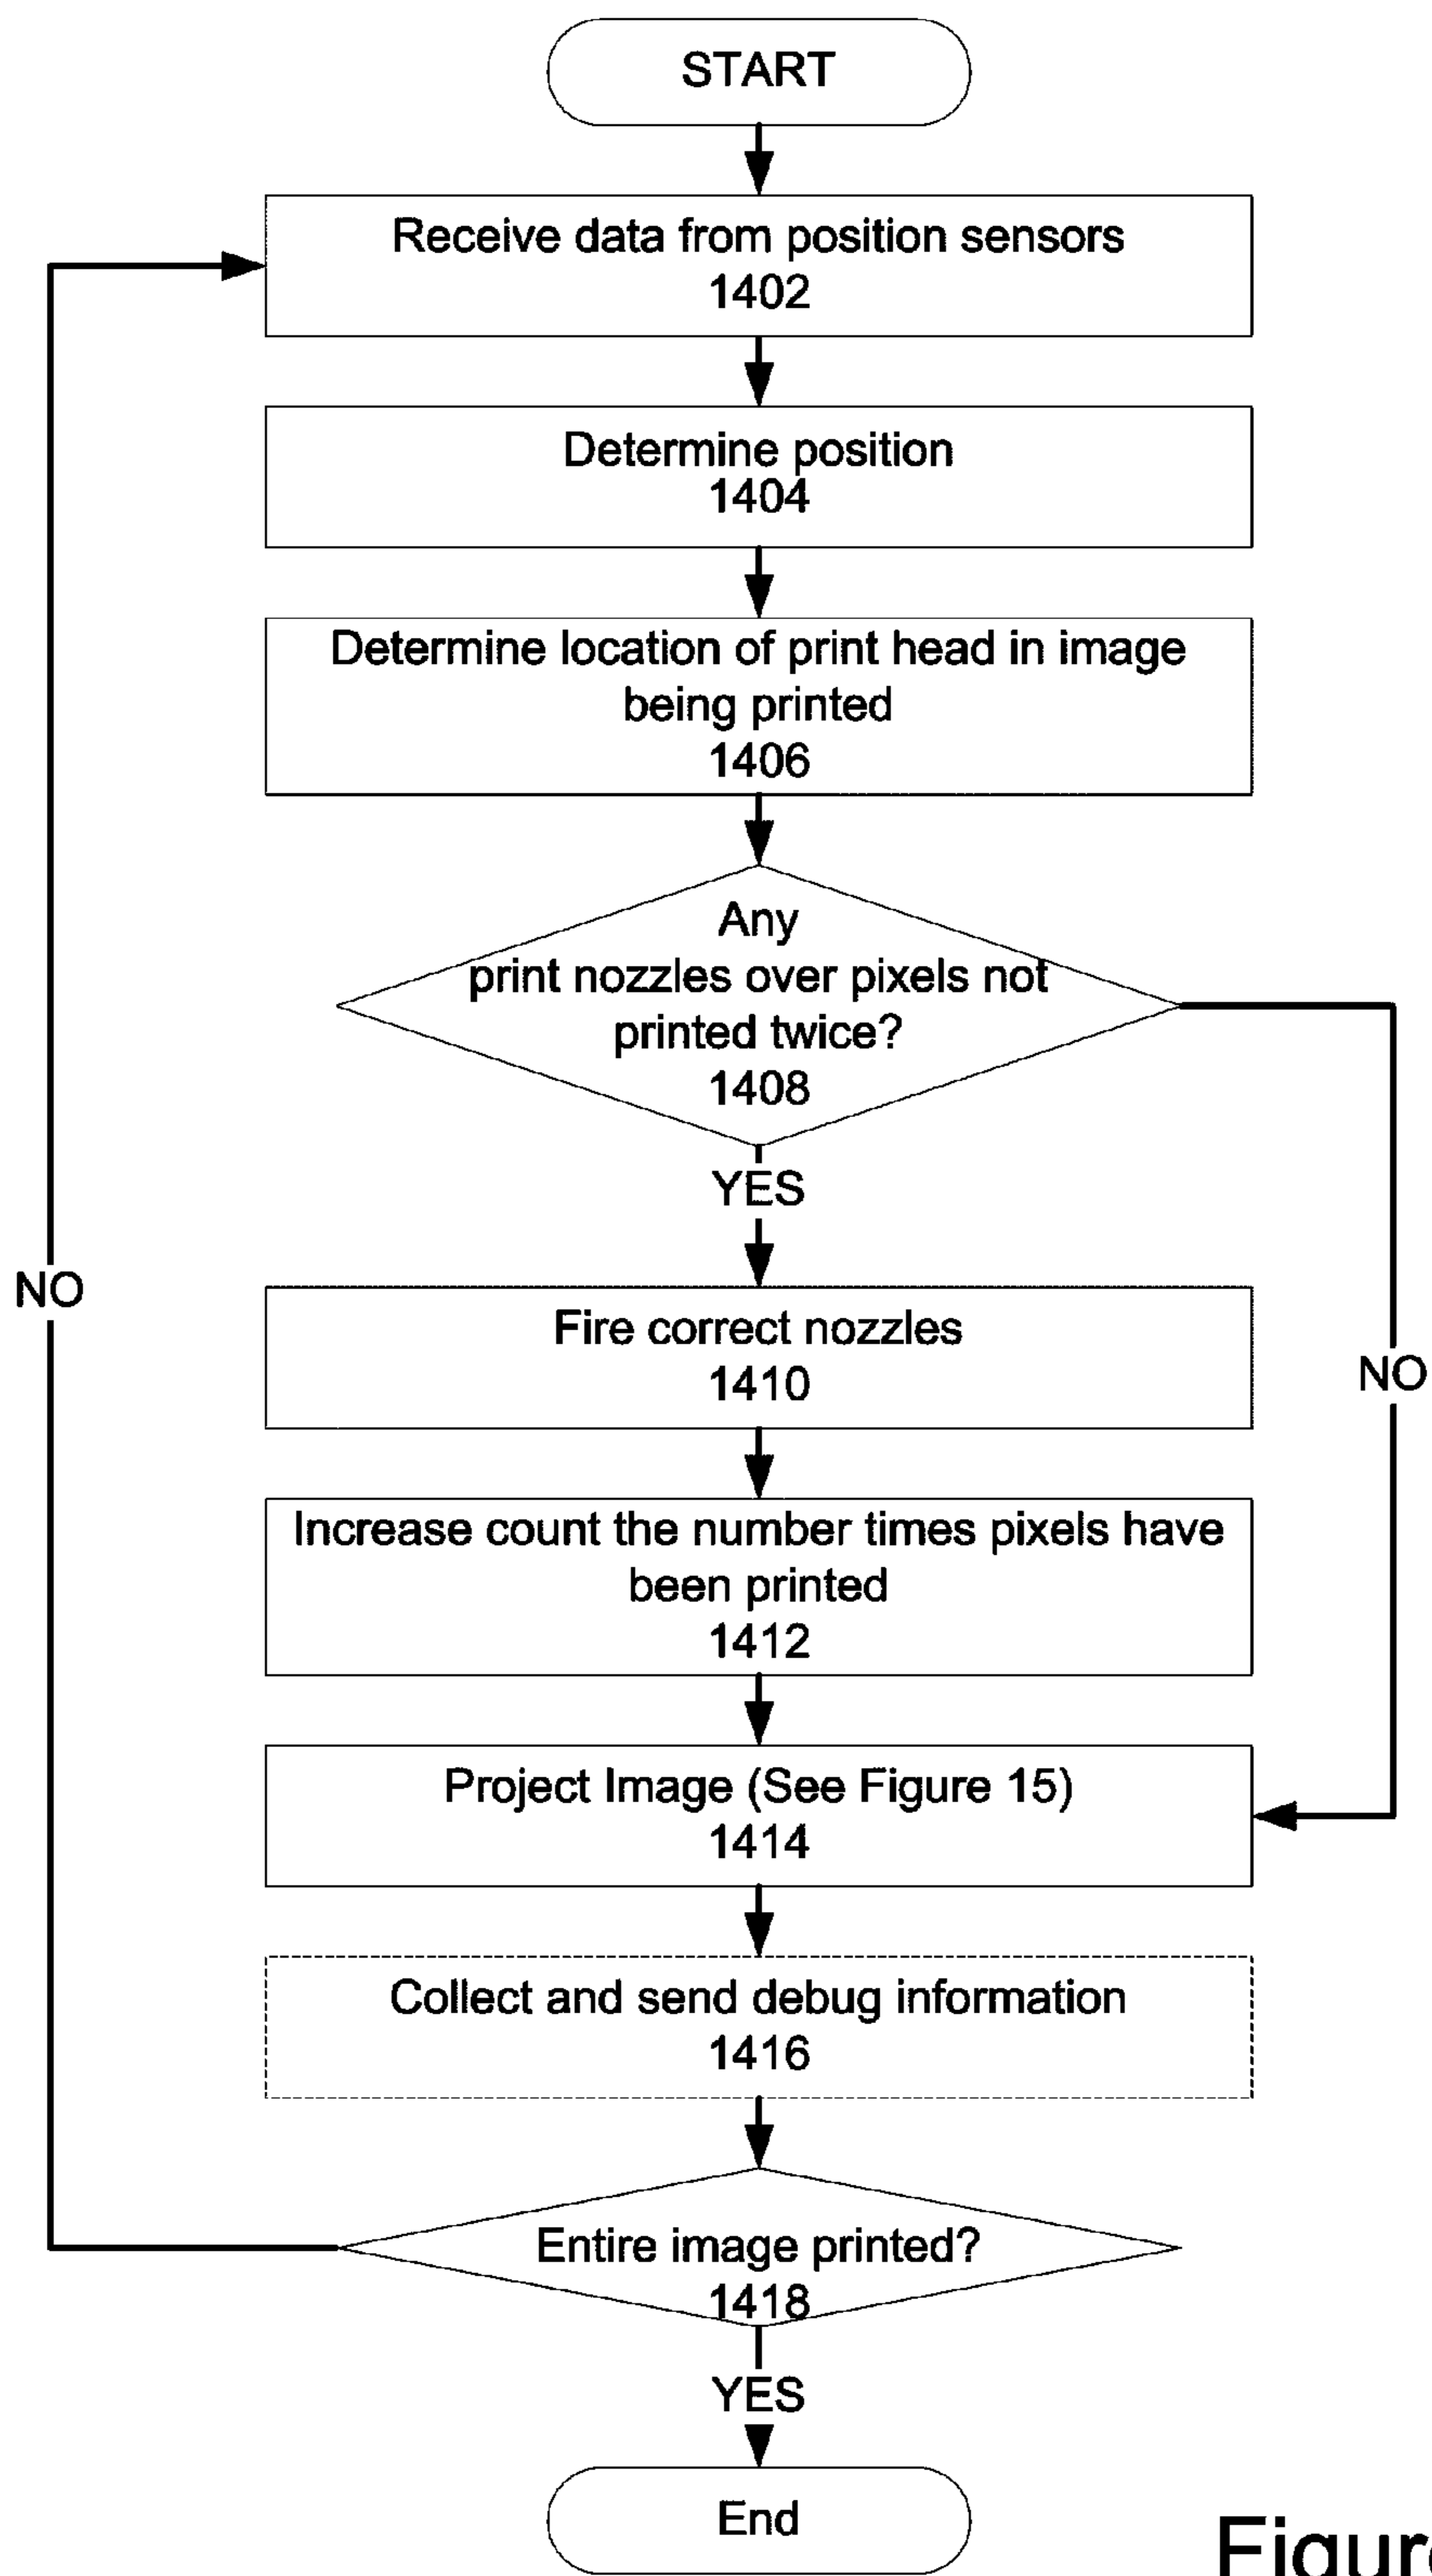 START
Receive data from position sensors
1402
Determine position
1404
Determine location of print head in image
being printed
1406
Any
print nozzles over pixels not
printed twice?
1408
YES
NO
Fire correct nozzles
1410
NO
Increase count the number times pixels have
been printed
1412
Project Image (See Figure 15)
1414
Collect and send debug information
1416
Entire image printed?
1418
YES
End
Figure